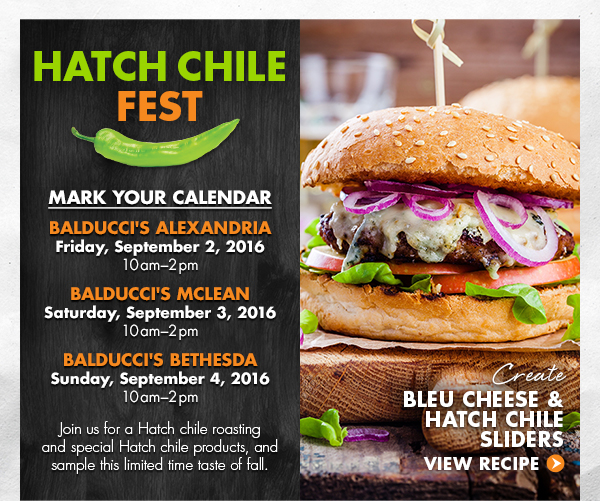 HATCH CHILE
FEST
MARK YOUR CALENDAR
BALDUCCI'S ALEXANDRIA
Friday, September 2, 2016
10am–2pm
BALDUCCI'S MCLEAN
Saturday, September 3, 2016
10am–2pm
BALDUCCI'S BETHESDA
Sunday, September 4, 2016
10am–2pm
Join us for a Hatch chile roasting
and special Hatch chile products, and
sample this limited time taste of fall.
Create
BLEU CHEESE &
HATCH CHILE
SLIDERS
VIEW RECIPE